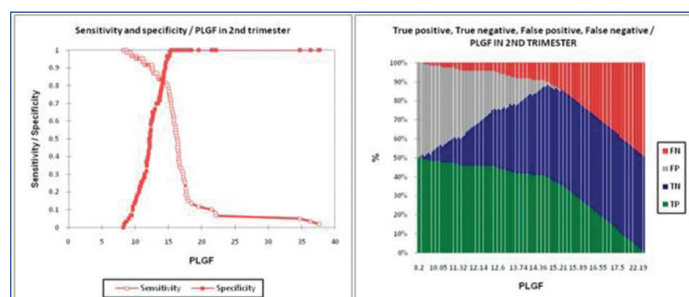 Sensitivity and specificity / PLGF in 2nd trimester
Sensitivity / Specificity
1
0.9
0.8
0.7
0.6
0.5
0.4
0.3
0.2
0.1
0
0 5 10 15 20 25 30 35 40
PLGF
Sensitivity Specificity
True positive, True negative, False positive, False negative /
PLGF IN 2ND TRIMESTER
%
100%
90%
80%
70%
60%
50%
40%
30%
20%
10%
0%
FN
FP
TN
TP
8.2 10.05 11.32 12.14 12.6 13.74 14.36 15.21 15.89 16.55 17.5 22.19
PLGF